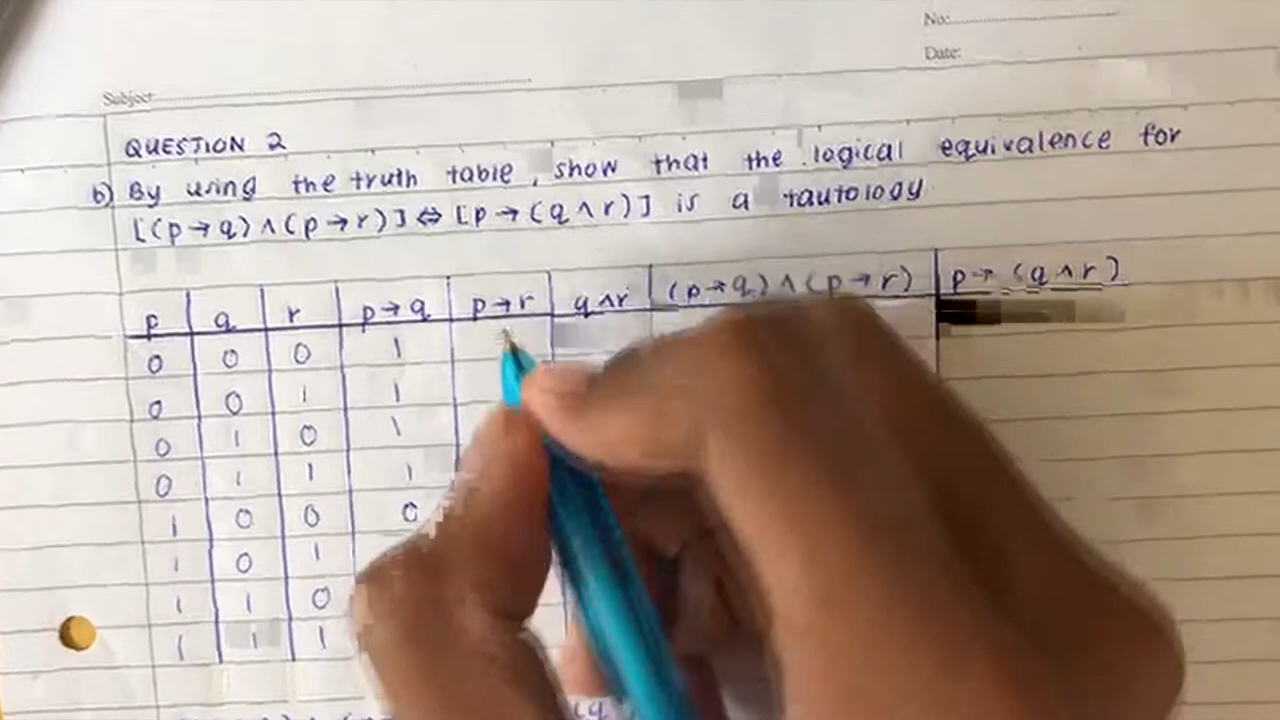 No:
Date:
Subject
QUESTION 2
b) By using the truth table, show that the logical equivalence for
[(p→q)∧(p→r)]⇔[p→(q∧r)] is a tautology
p q r p→q p→r q∧r (p→q)∧(p→r) p→(q∧r)
0 0 0 1
0 0 1 1
0 1 0 1
0 1 1 1
1 0 0 0
1 0 1
1 1 0
1 1 1